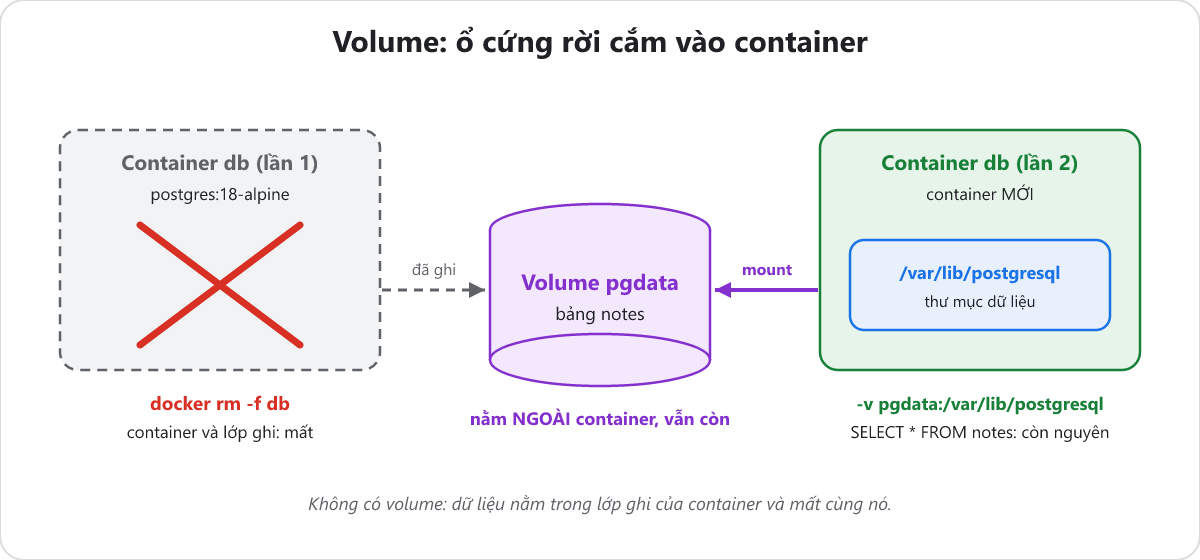 Volume: ổ cứng rời cắm vào container
Container db (lần 1)
postgres:18-alpine
docker rm -f db
container và lớp ghi: mất
đã ghi
Volume pgdata
bảng notes
nằm NGOÀI container, vẫn còn
mount
Container db (lần 2)
container MỚI
/var/lib/postgresql
thư mục dữ liệu
-v pgdata:/var/lib/postgresql
SELECT * FROM notes: còn nguyên
Không có volume: dữ liệu nằm trong lớp ghi của container và mất cùng nó.